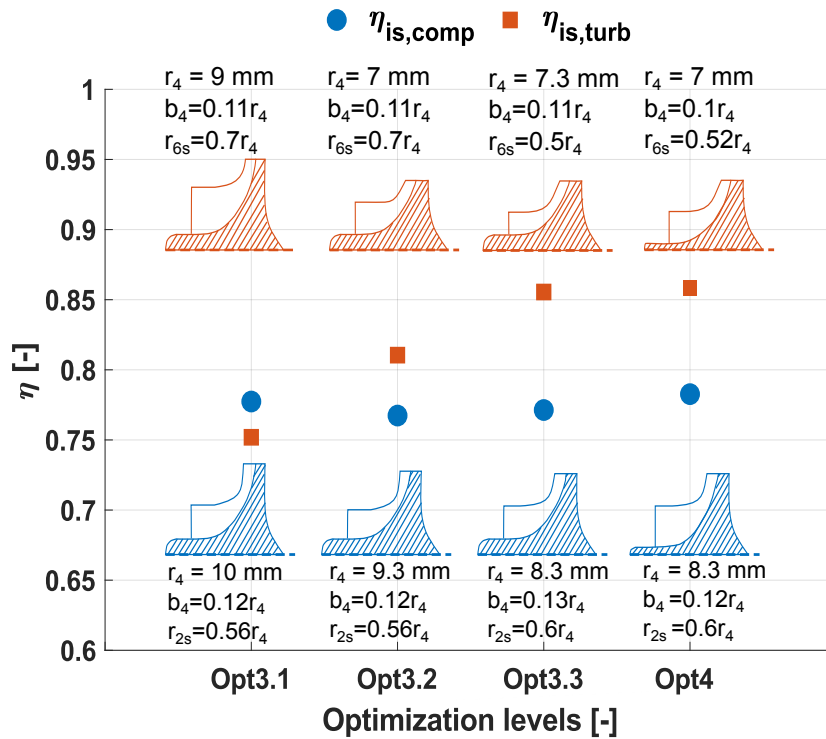 η_is,comp η_is,turb
r₄ = 9 mm r₄= 7 mm r₄ = 7.3 mm r₄ = 7 mm
b₄=0.11r₄ b₄=0.11r₄ b₄=0.11r₄ b₄=0.1r₄
r₆ₛ=0.7r₄ r₆ₛ=0.7r₄ r₆ₛ=0.5r₄ r₆ₛ=0.52r₄
1
0.95
0.9
0.85
0.8
0.75
0.7
0.65
0.6
η [-]
r₄ = 10 mm r₄ = 9.3 mm r₄ = 8.3 mm r₄ = 8.3 mm
b₄=0.12r₄ b₄=0.12r₄ b₄=0.13r₄ b₄=0.12r₄
r₂ₛ=0.56r₄ r₂ₛ=0.56r₄ r₂ₛ=0.6r₄ r₂ₛ=0.6r₄
Opt3.1 Opt3.2 Opt3.3 Opt4
Optimization levels [-]